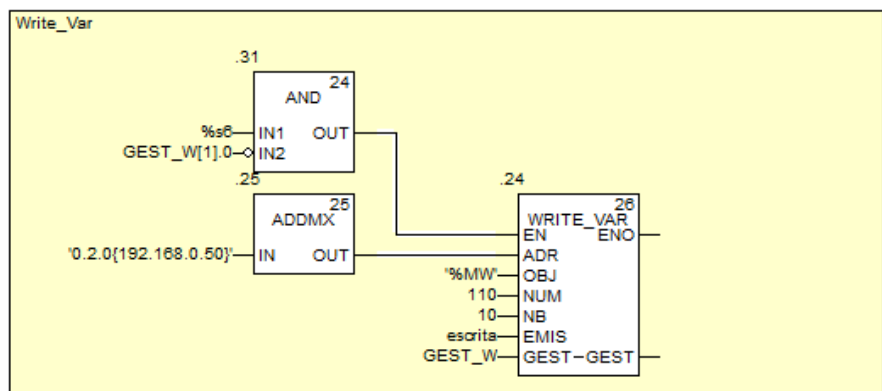 Write_Var
.31
24
AND
%s6 IN1 OUT
GEST_W[1].0 IN2
.25 .24
25 26
ADDMX WRITE_VAR
EN ENO
'0.2.0{192.168.0.50}' IN OUT ADR
'%MW' OBJ
110 NUM
10 NB
escrita EMIS
GEST_W GEST-GEST